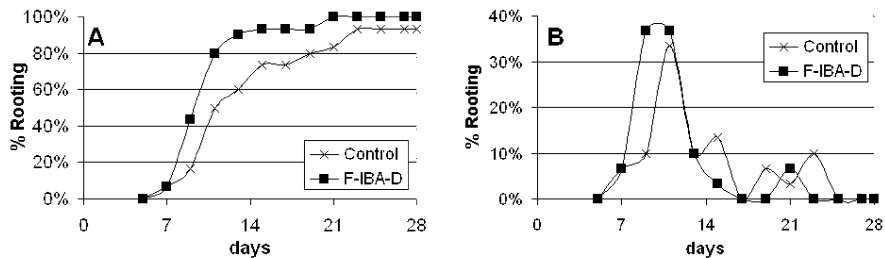 A
% Rooting
100%
80%
60%
40%
20%
0%
Control
F-IBA-D
0
7
14
21
28
days
B
% Rooting
40%
30%
20%
10%
0%
Control
F-IBA-D
0
7
14
21
28
days